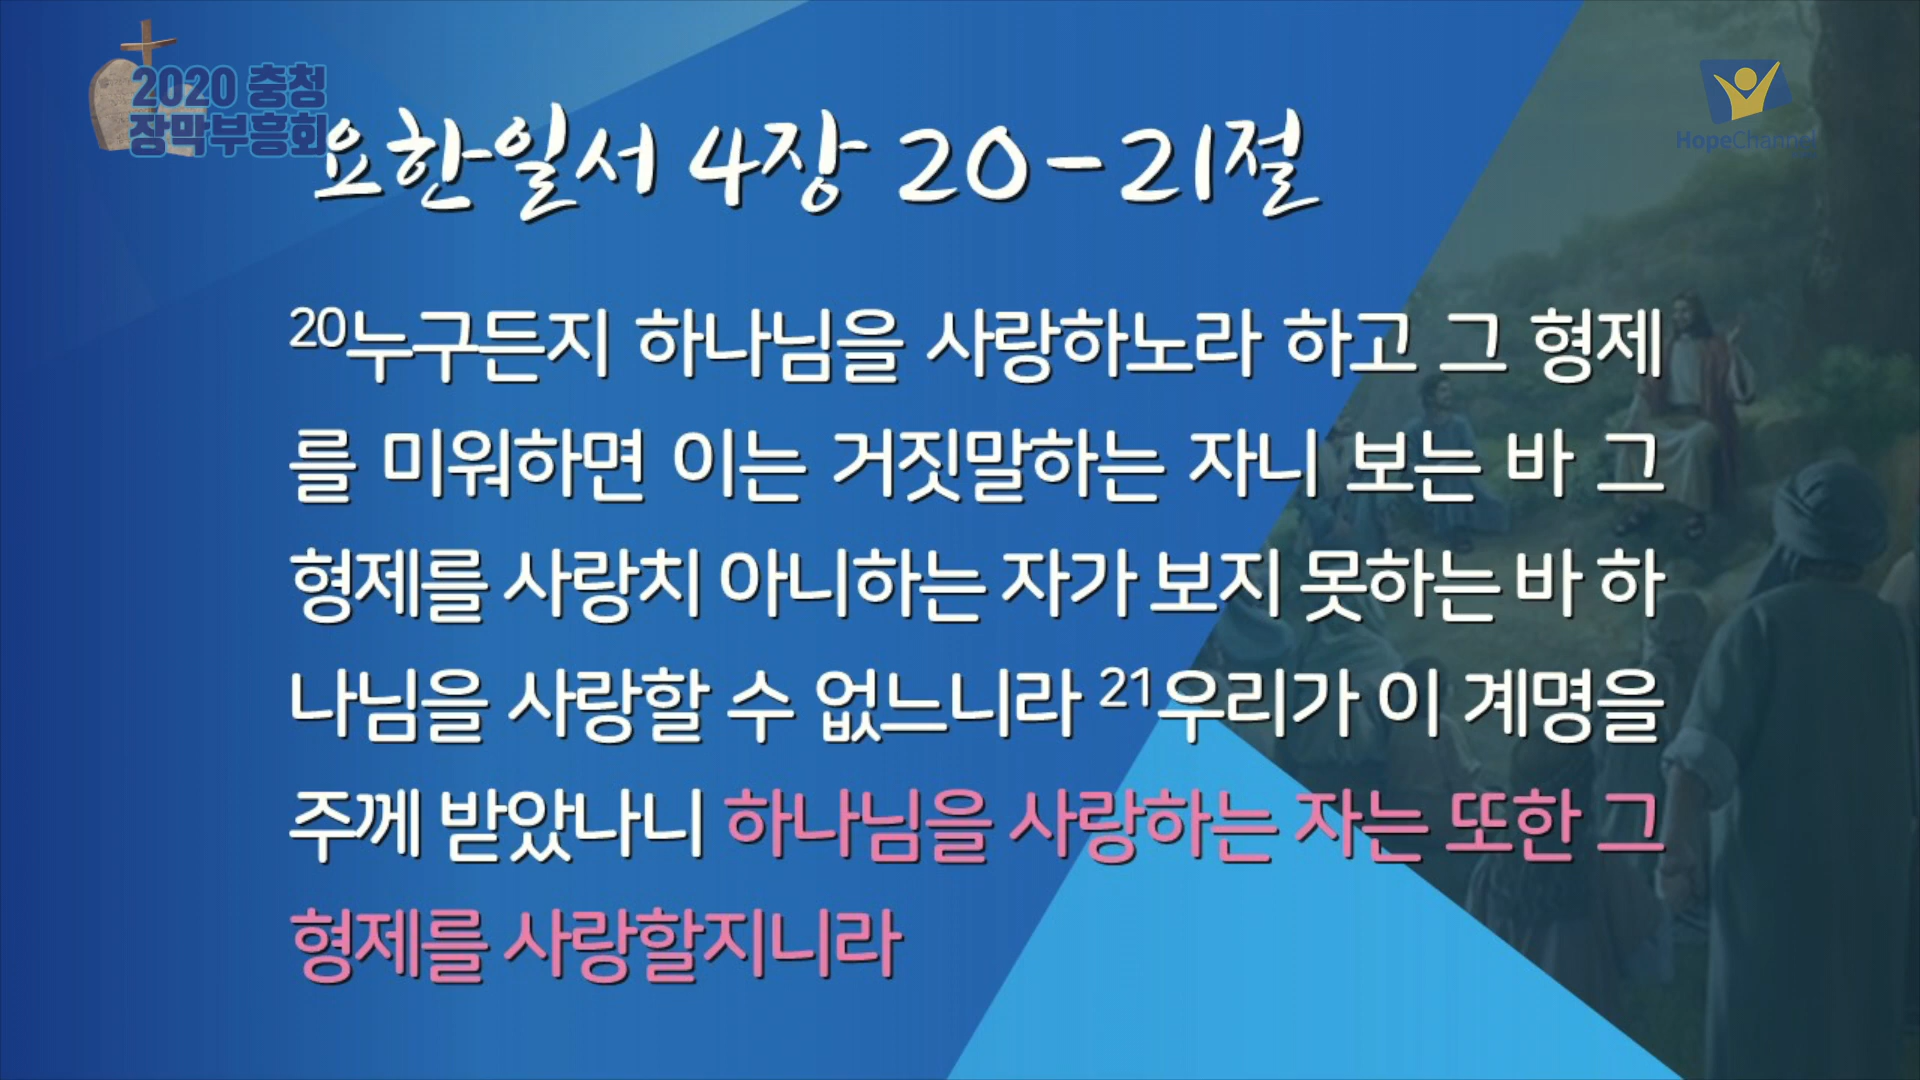 2020 충청
장막부흥회
HopeChannel
요한일서 4장 20-21절
20누구든지 하나님을 사랑하노라 하고 그 형제
를 미워하면 이는 거짓말하는 자니 보는 바 그
형제를 사랑치 아니하는 자가 보지 못하는 바 하
나님을 사랑할 수 없느니라 21우리가 이 계명을
주께 받았나니 하나님을 사랑하는 자는 또한 그
형제를 사랑할지니라